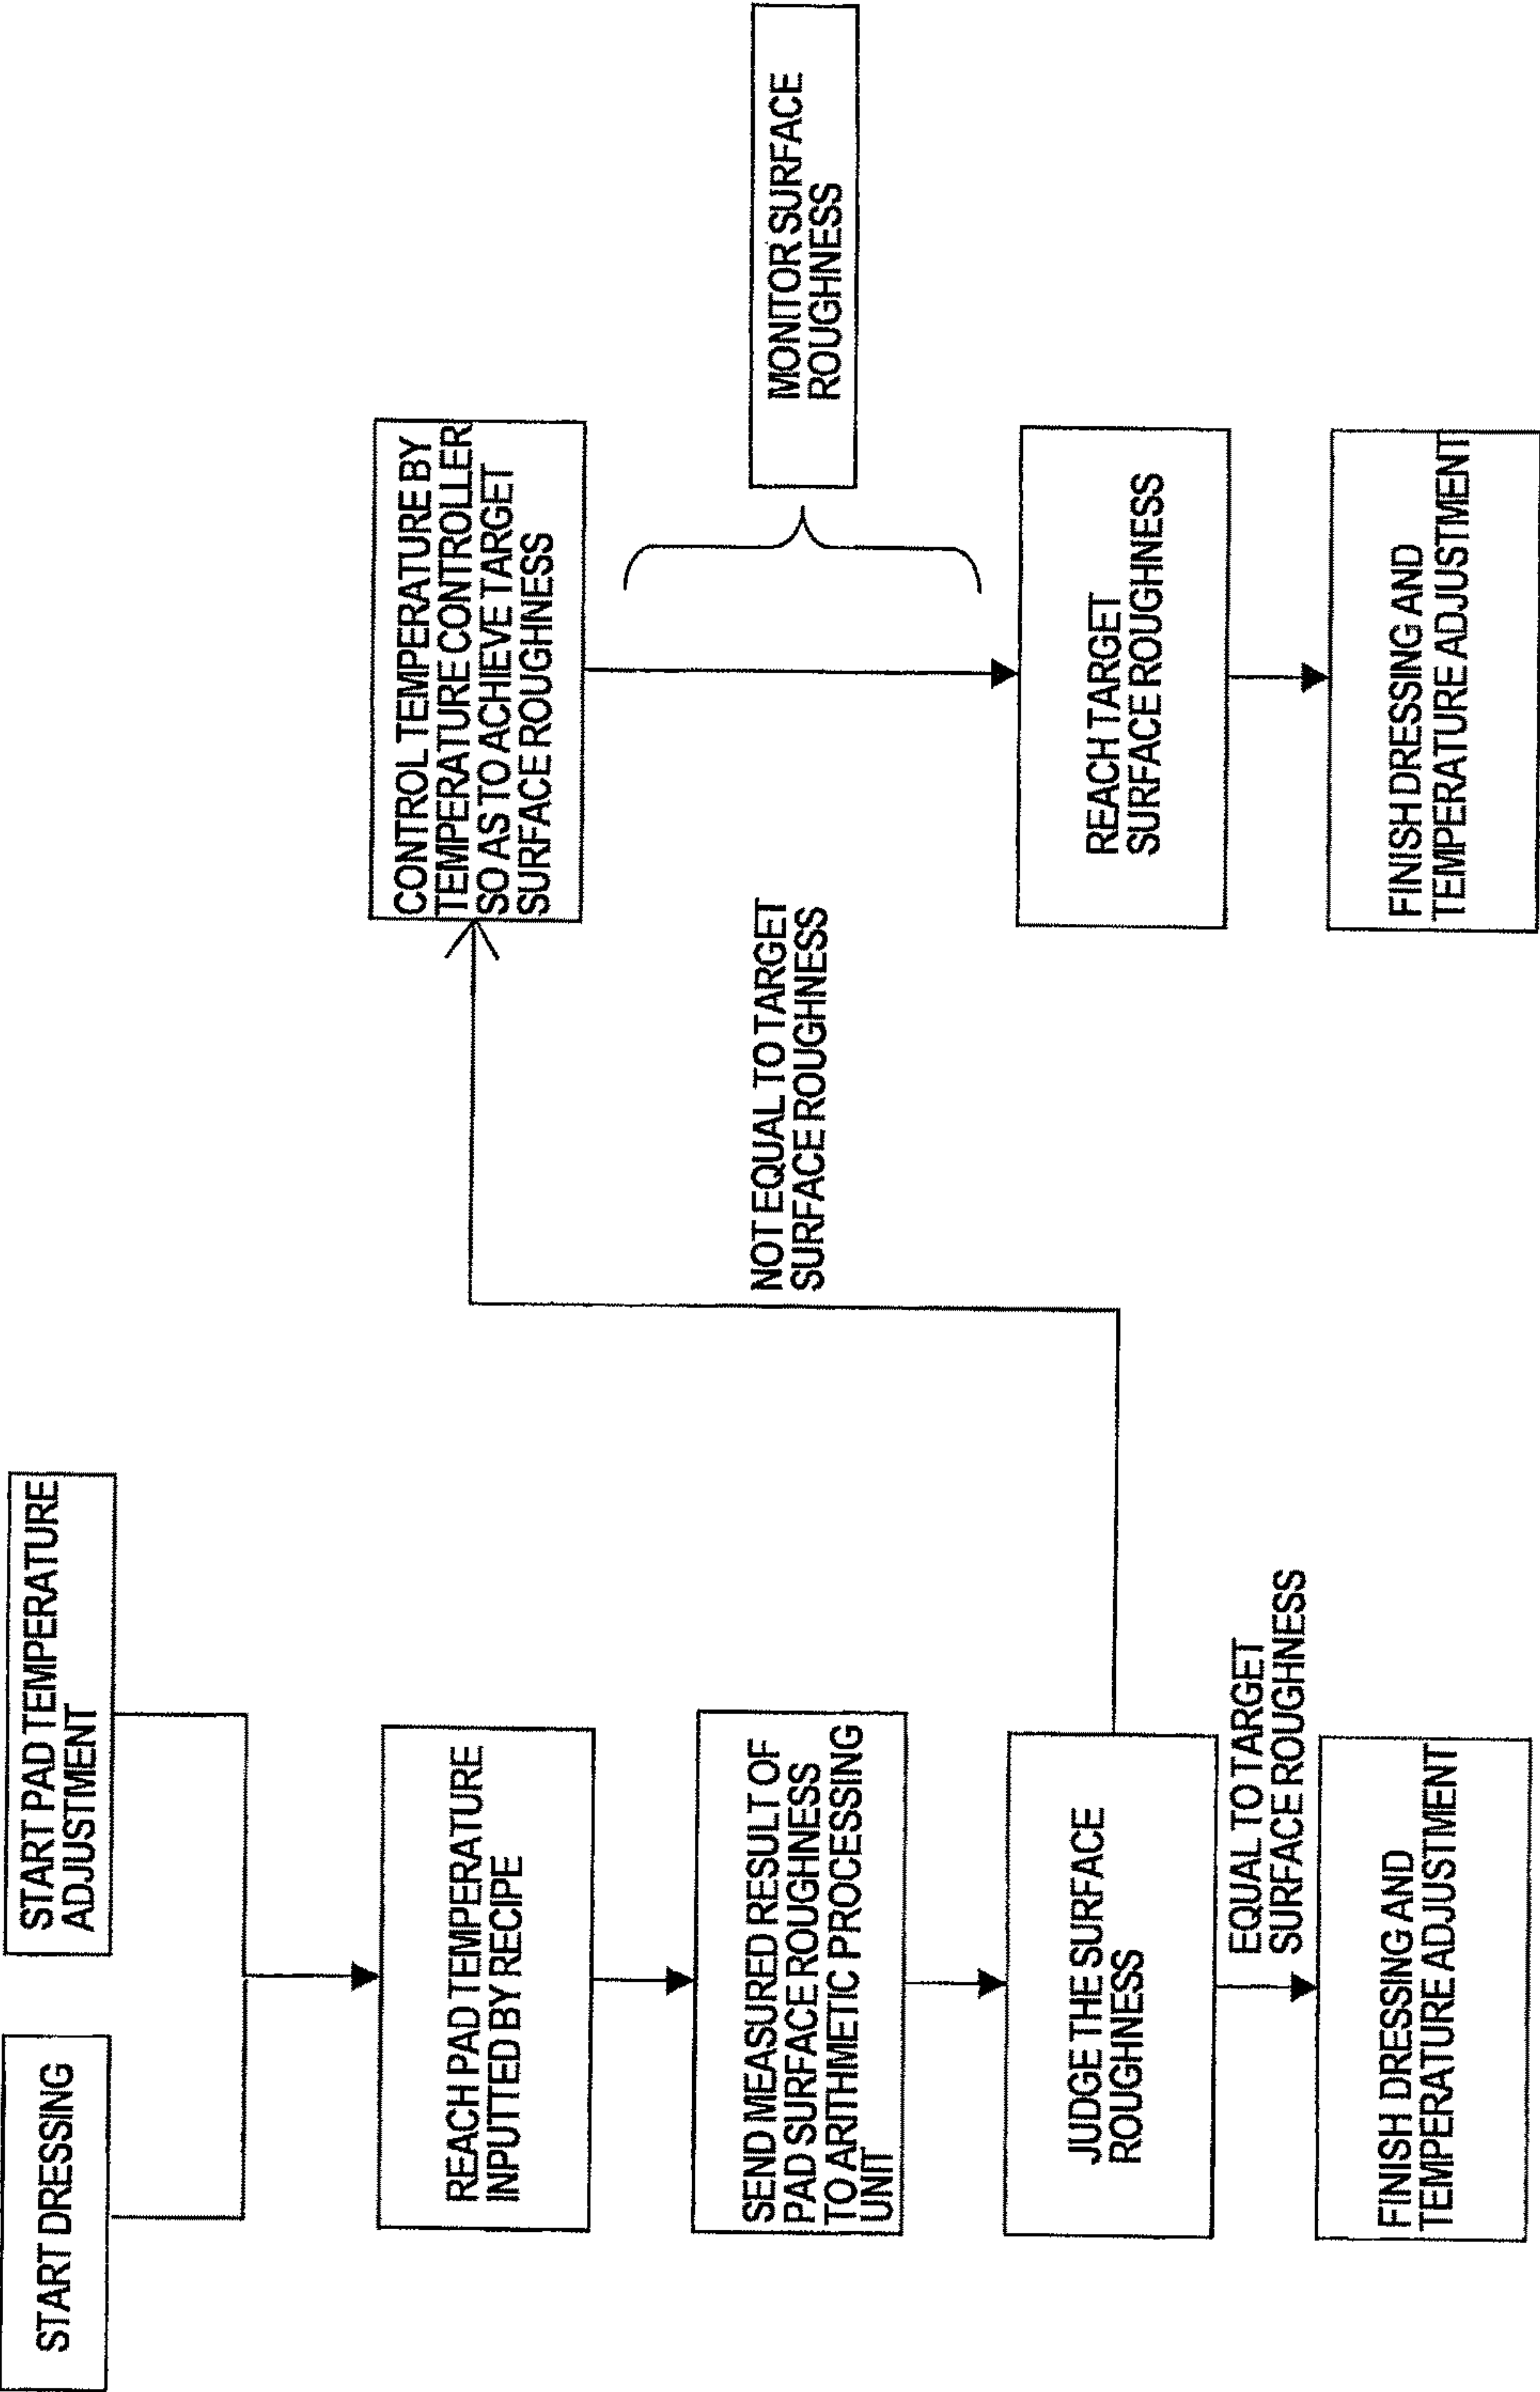 START DRESSING
START PAD TEMPERATURE
ADJUSTMENT
REACH PAD TEMPERATURE
INPUTTED BY RECIPE
SEND MEASURED RESULT OF
PAD SURFACE ROUGHNESS
TO ARITHMETIC PROCESSING
UNIT
JUDGE THE SURFACE
ROUGHNESS
EQUAL TO TARGET
SURFACE ROUGHNESS
FINISH DRESSING AND
TEMPERATURE ADJUSTMENT
NOT EQUAL TO TARGET
SURFACE ROUGHNESS
CONTROL TEMPERATURE BY
TEMPERATURE CONTROLLER
SO AS TO ACHIEVE TARGET
SURFACE ROUGHNESS
MONITOR SURFACE
ROUGHNESS
REACH TARGET
SURFACE ROUGHNESS
FINISH DRESSING AND
TEMPERATURE ADJUSTMENT